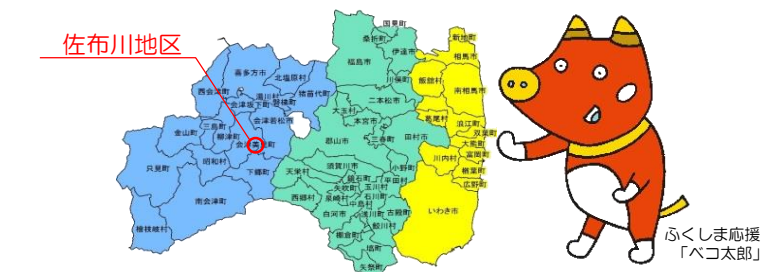 佐布川地区
国見町
桑折町
伊達市
新地町
相馬市
福島市
喜多方市
北塩原村
川俣町
飯舘村
南相馬市
西会津町
湯川村
猪苗代町
会津坂下町
磐梯町
二本松市
大玉村
本宮市
葛尾村
浪江町
双葉町
三島町
会津若松市
金山町
柳津町
郡山市
三春町
田村市
大熊町
富岡町
川内村
会津美里町
昭和村
只見町
下郷町
須賀川市
小野町
楢葉町
広野町
天栄村
鏡石町
平田村
玉川村
矢吹町
石川町
泉崎村
中島村
西郷村
南会津町
白河市
浅川町
古殿町
いわき市
鮫川村
棚倉町
塙町
檜枝岐村
矢祭町
ふくしま応援
「ベコ太郎」